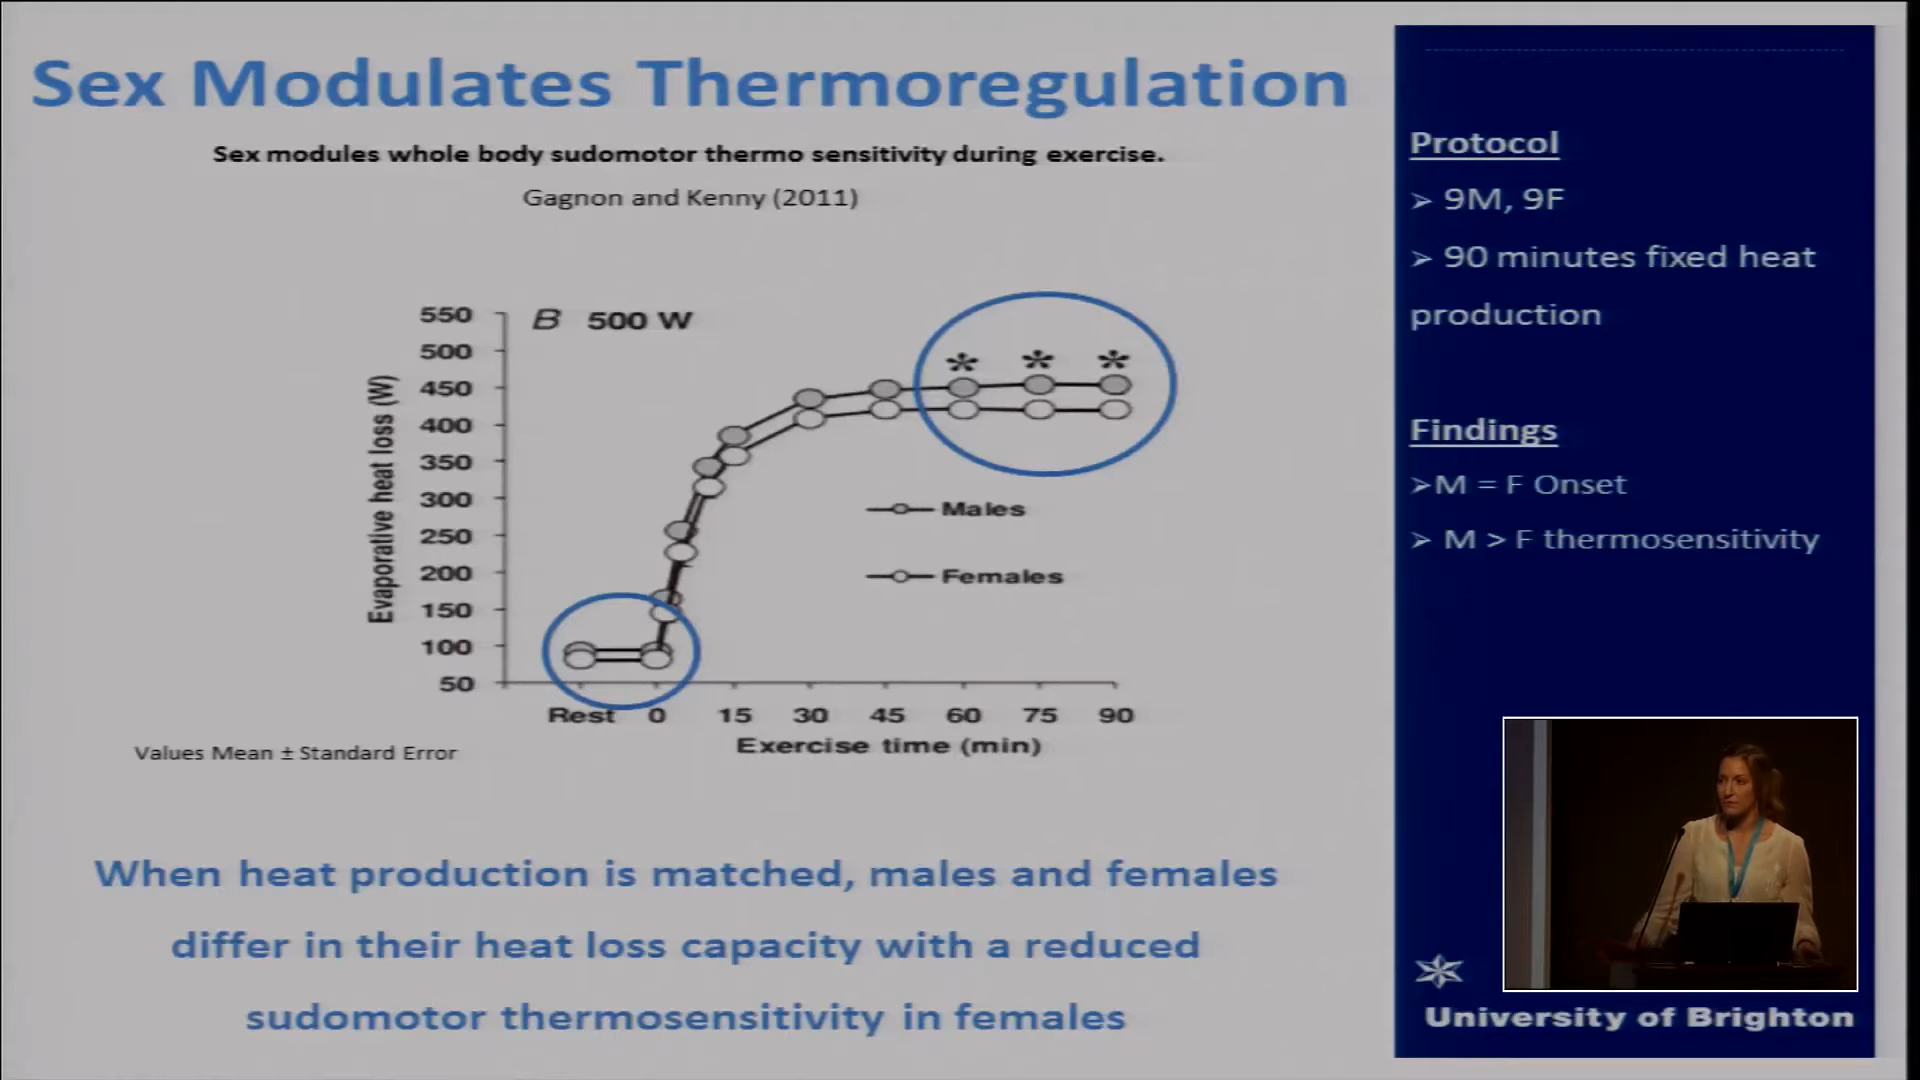 Sex Modulates Thermoregulation
Sex modules whole body sudomotor thermo sensitivity during exercise.
Gagnon and Kenny (2011)
B 500 W
550
500
450
400
350
300
250
200
150
100
50
Evaporative heat loss (W)
* * *
Males
Females
Rest 0 15 30 45 60 75 90
Exercise time (min)
Values Mean ± Standard Error
When heat production is matched, males and females
differ in their heat loss capacity with a reduced
sudomotor thermosensitivity in females
Protocol
➢ 9M, 9F
➢ 90 minutes fixed heat
production
Findings
➢M = F Onset
➢ M > F thermosensitivity
University of Brighton